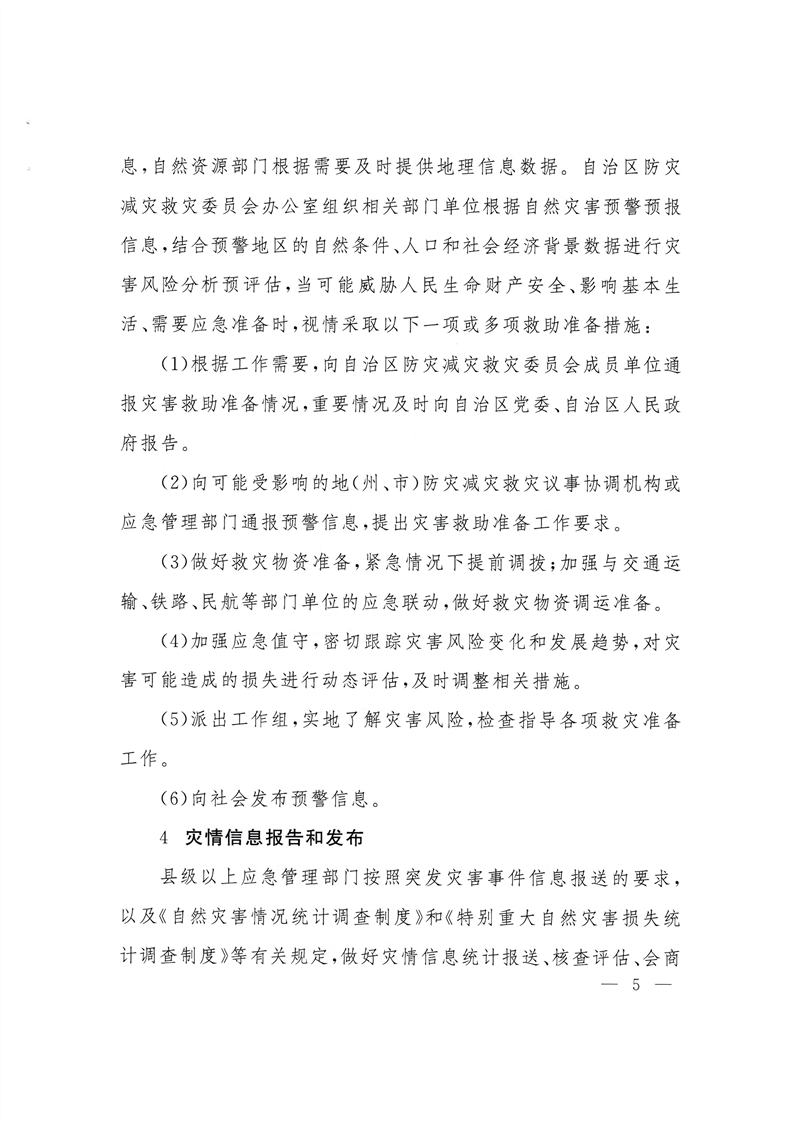 息,自然资源部门根据需要及时提供地理信息数据。自治区防灾
减灾救灾委员会办公室组织相关部门单位根据自然灾害预警预报
信息,结合预警地区的自然条件、人口和社会经济背景数据进行灾
害风险分析预评估,当可能威胁人民生命财产安全、影响基本生
活、需要应急准备时,视情采取以下一项或多项救助准备措施:
(1)根据工作需要,向自治区防灾减灾救灾委员会成员单位通
报灾害救助准备情况,重要情况及时向自治区党委、自治区人民政
府报告。
(2)向可能受影响的地(州、市)防灾减灾救灾议事协调机构或
应急管理部门通报预警信息,提出灾害救助准备工作要求。
(3)做好救灾物资准备,紧急情况下提前调拨;加强与交通运
输、铁路、民航等部门单位的应急联动,做好救灾物资调运准备。
(4)加强应急值守,密切跟踪灾害风险变化和发展趋势,对灾
害可能造成的损失进行动态评估,及时调整相关措施。
(5)派出工作组,实地了解灾害风险,检查指导各项救灾准备
工作。
(6)向社会发布预警信息。
4 灾情信息报告和发布
县级以上应急管理部门按照突发灾害事件信息报送的要求,
以及《自然灾害情况统计调查制度》和《特别重大自然灾害损失统
计调查制度》等有关规定,做好灾情信息统计报送、核查评估、会商
— 5 —